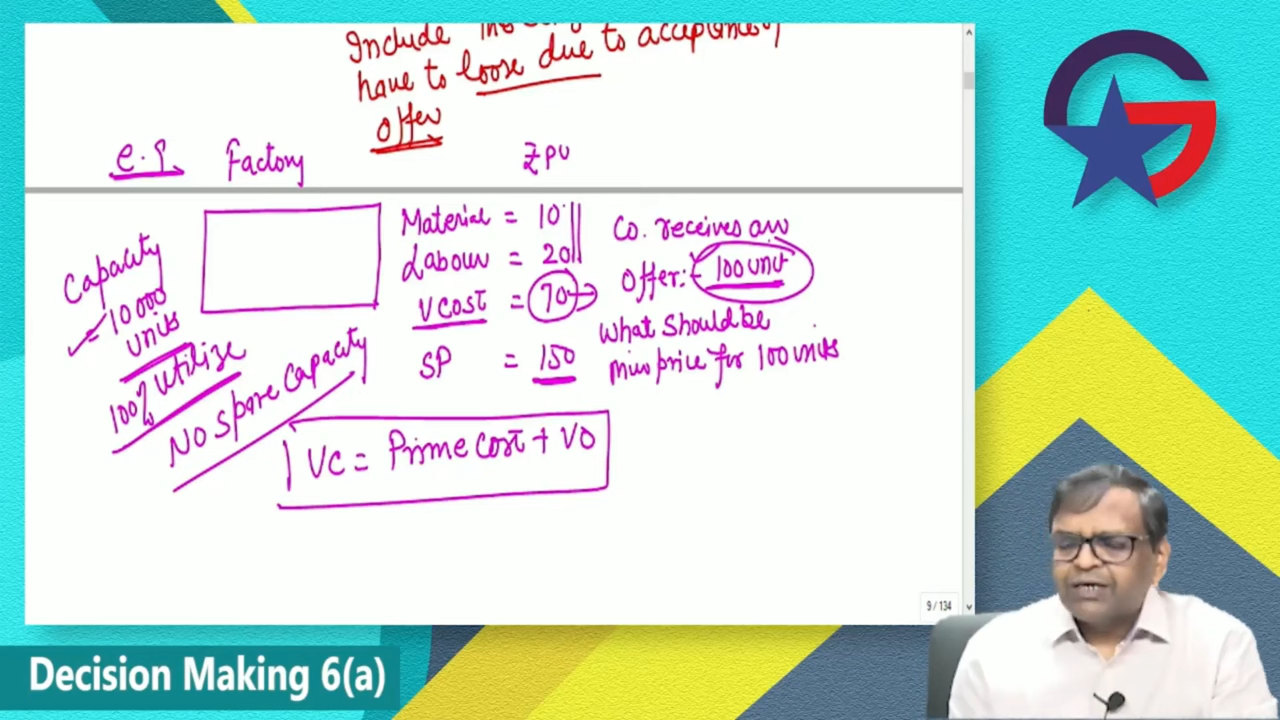 Include
have to loose due to acceptance of
offer
e.g. Factory ₹ PU
Capacity
= 10000
units
100% utilize
NO Spare Capacity
Material = 10
Labour = 20
V COST = 70
SP = 150
Co. receives an
offer:- 100 unit
What should be
min price for 100 units
VC = Prime cost + VO
9 / 134
Decision Making 6(a)